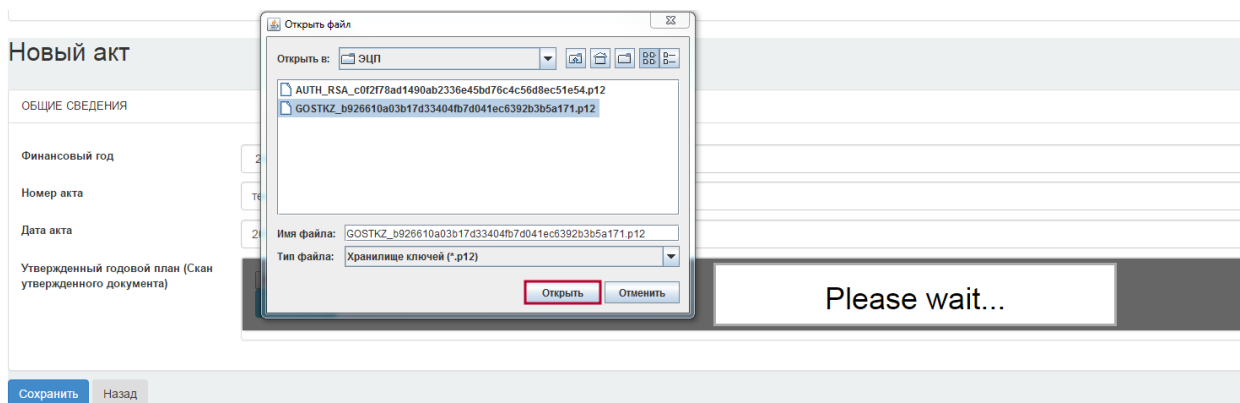 Открыть файл
Новый акт
Открыть в: ЭЦП
AUTH_RSA_c0f2f78ad1490ab2336e45bd76c4c56d8ec51e54.p12
GOSTKZ_b926610a03b17d33404fb7d041ec6392b3b5a171.p12
ОБЩИЕ СВЕДЕНИЯ
Финансовый год
Номер акта
Дата акта
Имя файла: GOSTKZ_b926610a03b17d33404fb7d041ec6392b3b5a171.p12
Тип файла: Хранилище ключей (*.p12)
Утвержденный годовой план (Скан
утвержденного документа)
Открыть Отменить
Please wait...
Сохранить Назад